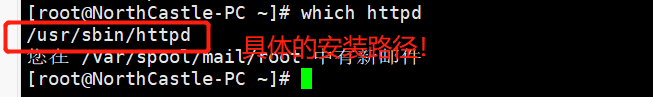 [root@NorthCastle-PC ~]# which httpd
/usr/sbin/httpd
具体的安装路径！
您在 /var/spool/mail/root 中有新邮件
[root@NorthCastle-PC ~]#